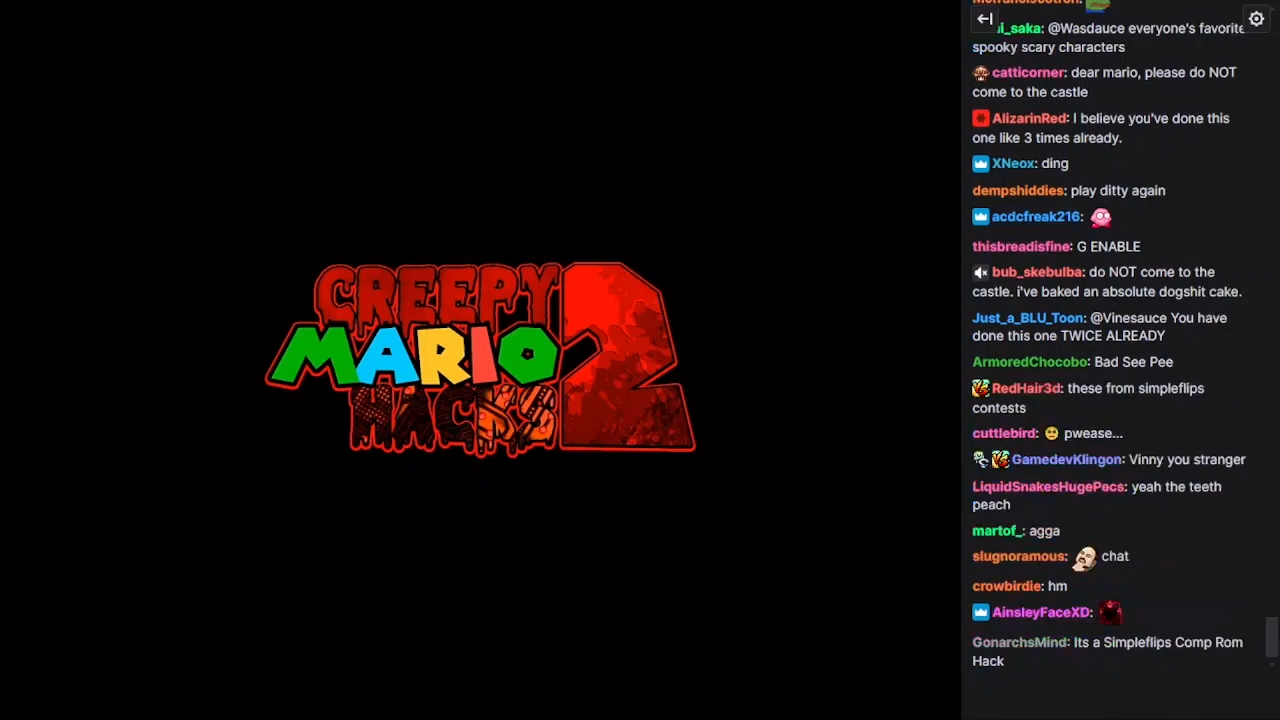 CREEPY
MARIO
HACKS
2
i_saka: @Wasdauce everyone's favorite
spooky scary characters
catticorner: dear mario, please do NOT
come to the castle
AlizarinRed: I believe you've done this
one like 3 times already.
XNeox: ding
dempshiddies: play ditty again
acdcfreak216:
thisbreadisfine: G ENABLE
bub_skebulba: do NOT come to the
castle. i've baked an absolute dogshit cake.
Just_a_BLU_Toon: @Vinesauce You have
done this one TWICE ALREADY
ArmoredChocobo: Bad See Pee
RedHair3d: these from simpleflips
contests
cuttlebird: pwease...
GamedevKlingon: Vinny you stranger
LiquidSnakesHugePecs: yeah the teeth
peach
martof_: agga
slugnoramous: chat
crowbirdie: hm
AinsleyFaceXD:
GonarchsMind: Its a Simpleflips Comp Rom
Hack